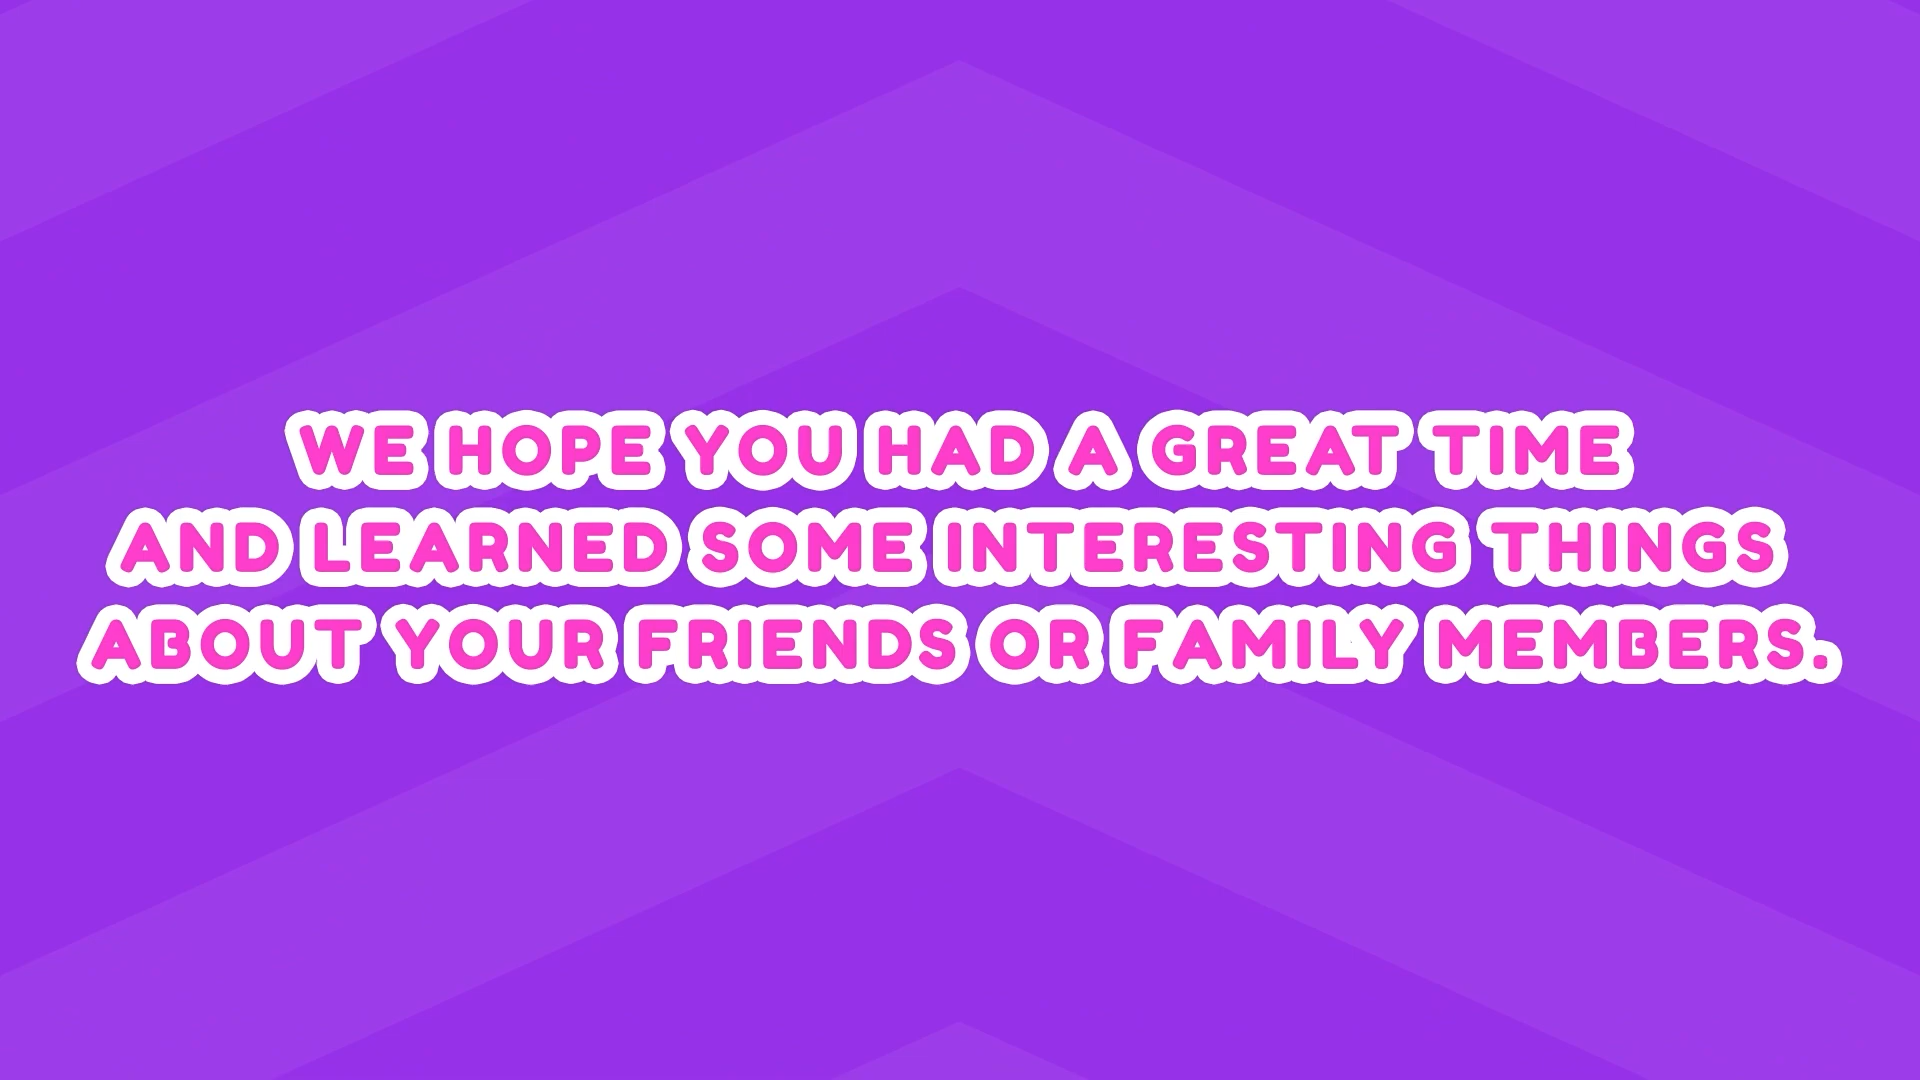 WE HOPE YOU HAD A GREAT TIME
AND LEARNED SOME INTERESTING THINGS
ABOUT YOUR FRIENDS OR FAMILY MEMBERS.